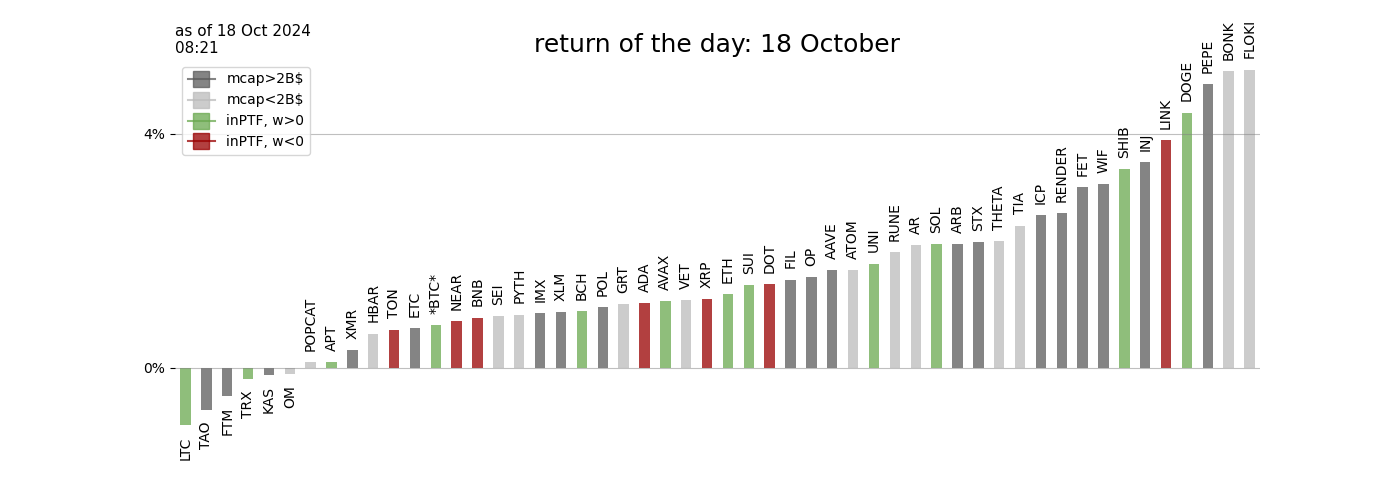 as of 18 Oct 2024
08:21
return of the day: 18 October
mcap>2B$
mcap<2B$
inPTF, w>0
inPTF, w<0
4%
0%
LTC
TAO
FTM
TRX
KAS
OM
POPCAT
APT
XMR
HBAR
TON
ETC
*BTC*
NEAR
BNB
SEI
PYTH
IMX
XLM
BCH
POL
GRT
ADA
AVAX
VET
XRP
ETH
SUI
DOT
FIL
OP
AAVE
ATOM
UNI
RUNE
AR
SOL
ARB
STX
THETA
TIA
ICP
RENDER
FET
WIF
SHIB
INJ
LINK
DOGE
PEPE
BONK
FLOKI